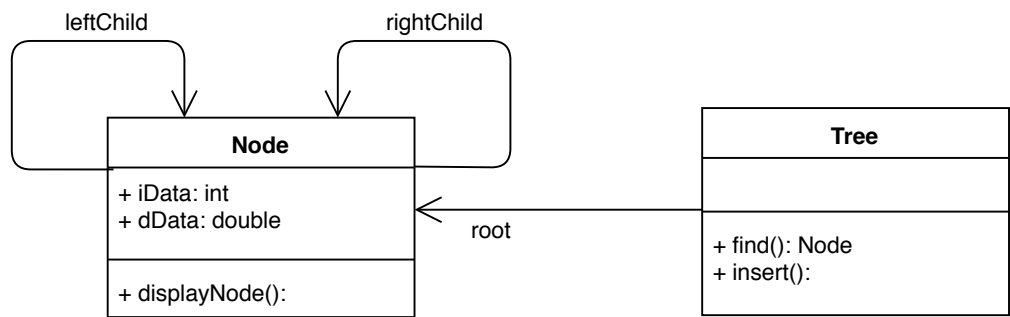 leftChild
rightChild
Node
+ iData: int
+ dData: double
+ displayNode():
root
Tree
+ find(): Node
+ insert():